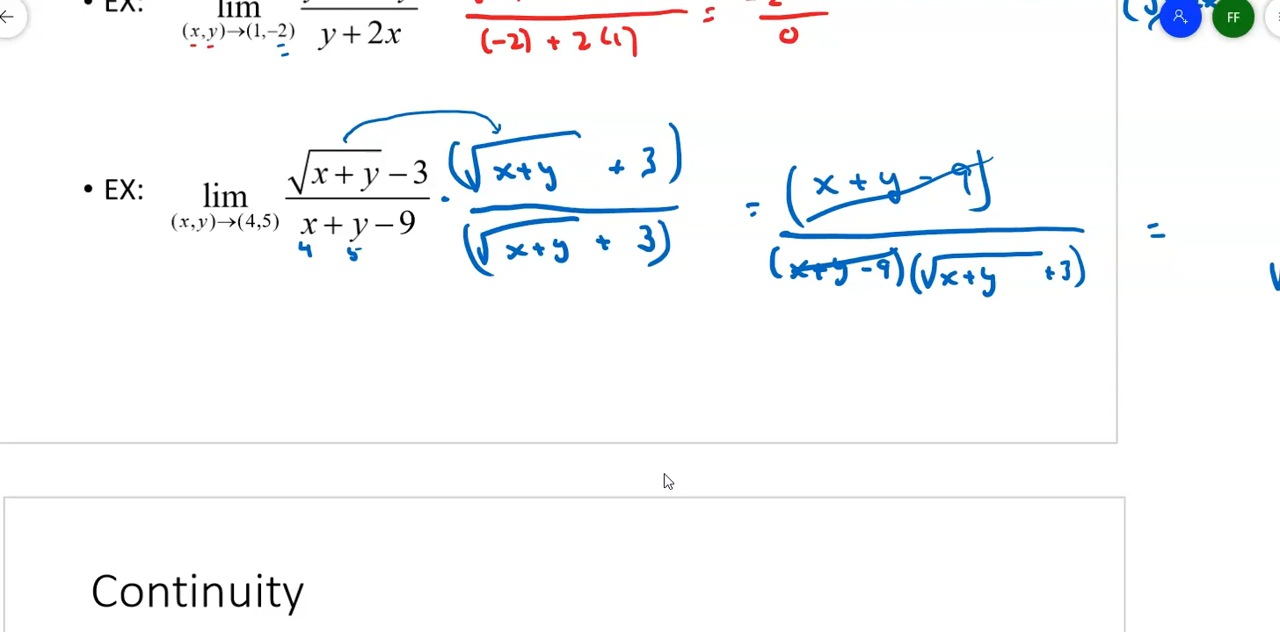 • EX: lim
(x,y)→(1,−2) y + 2x (-2) + 2(1) = 0
FF
• EX: lim (x,y)→(4,5) (√x + y − 3)/(x + y − 9) · (√x+y + 3)/(√x+y + 3) = (x + y - 9)/((x+y-9)(√x+y + 3)) =
4 5
Continuity